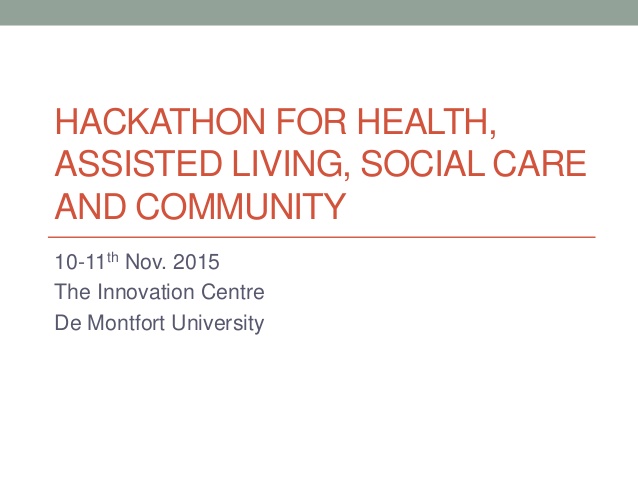 HACKATHON FOR HEALTH,
ASSISTED LIVING, SOCIAL CARE
AND COMMUNITY
10-11th Nov. 2015
The Innovation Centre
De Montfort University